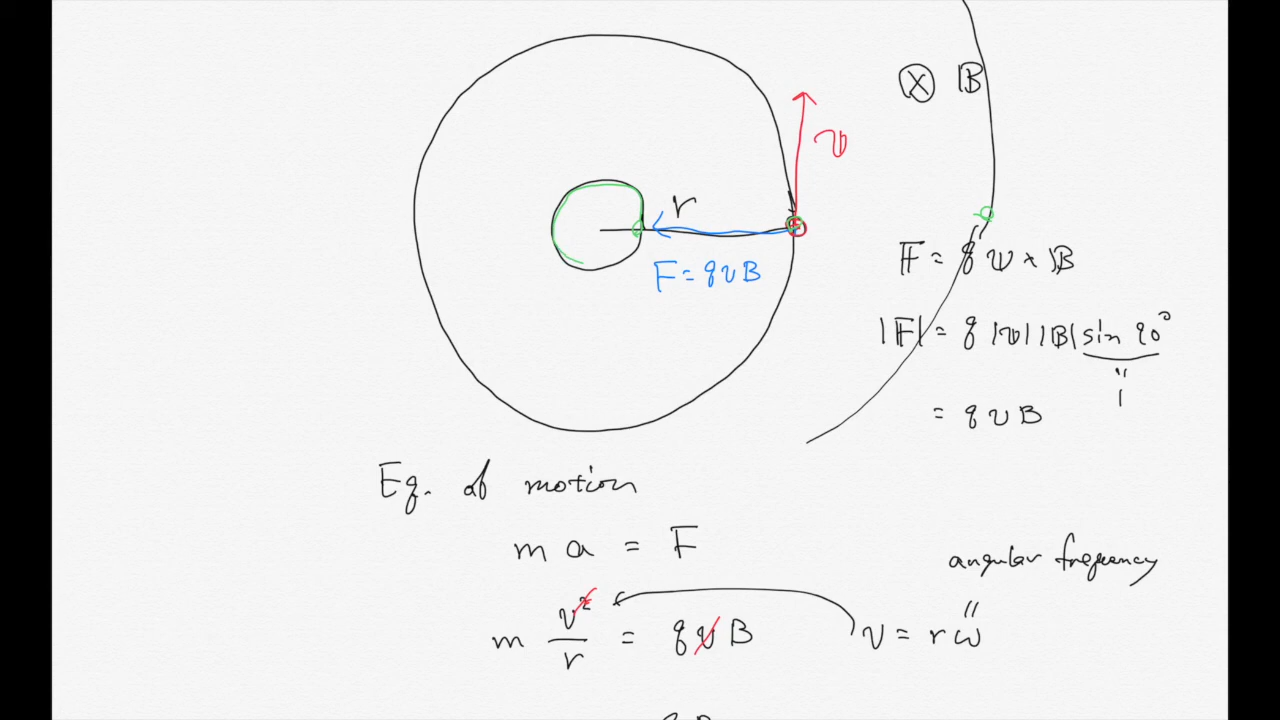 ⊗ B
v
r
F = qvB
F = q v × B
|F| = q |v| |B| sin 90°
"
1
= q v B
Eq. of motion
m a = F
angular frequency
"
m v²/r = q v B
v = r ω